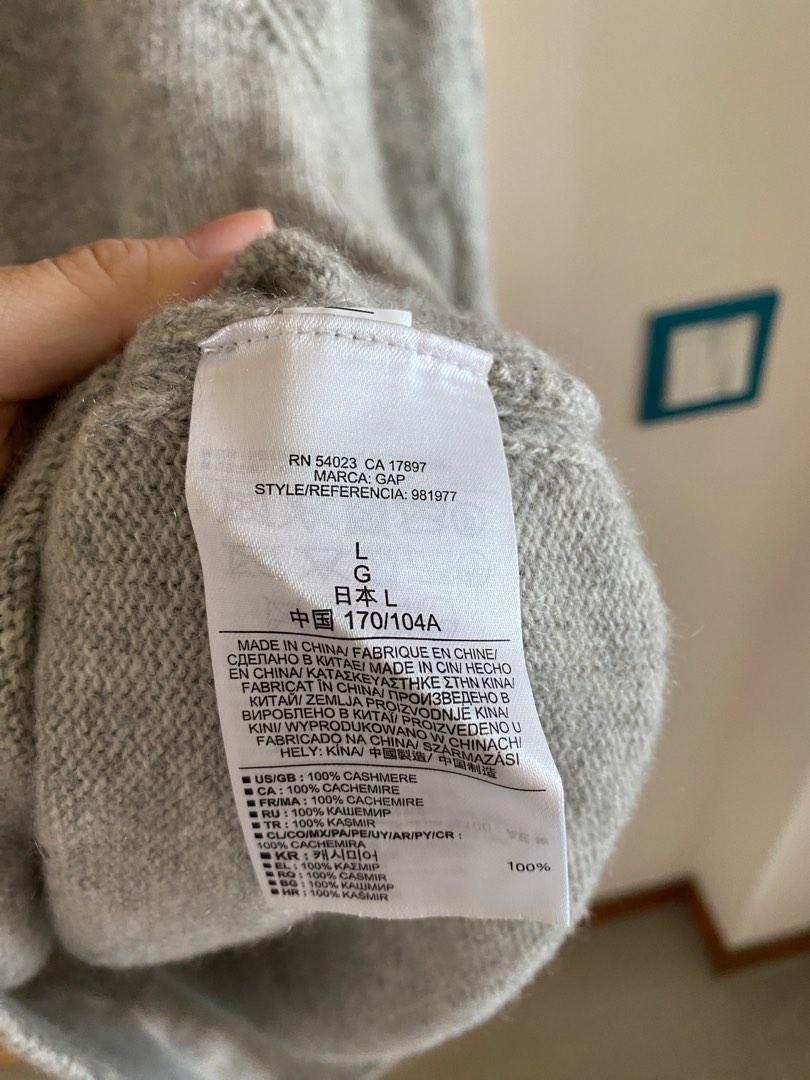 RN 54023 CA 17897
MARCA: GAP
STYLE/REFERENCIA: 981977
L
G
日本 L
中国 170/104A
MADE IN CHINA/ FABRIQUE EN CHINE/
СДЕЛАНО В КИТАЕ/ MADE IN CIN/ HECHO
EN CHINA/ ΚΑΤΑΣΚΕΥΑΣΤΗΚΕ ΣΤΗΝ ΚΙΝΑ/
FABRICAT ÎN CHINA/ ПРОИЗВЕДЕНО В
КИТАЙ/ ZEMLJA PROIZVODNJE KINA/
ВИРОБЛЕНО В КИТАЇ/ PROIZVEDENO U
KINI/ WYPRODUKOWANO W CHINACH/
FABRICADO NA CHINA/ SZÁRMAZÁSI
HELY: KÍNA/ 中國製造/ 中国制造
■ US/GB : 100% CASHMERE
■ CA : 100% CACHEMIRE
■ FR/MA : 100% CACHEMIRE
■ RU : 100% КАШЕМИР
■ TR : 100% KAŞMIR
■ CL/CO/MX/PA/PE/UY/AR/PY/CR :
100% CACHEMIRA
■ KR : 캐시미어 100%
■ EL : 100% ΚΑΣΜΙΡ
■ RO : 100% CAŞMIR
■ BG : 100% КАШМИР
■ HR : 100% KAŠMIR